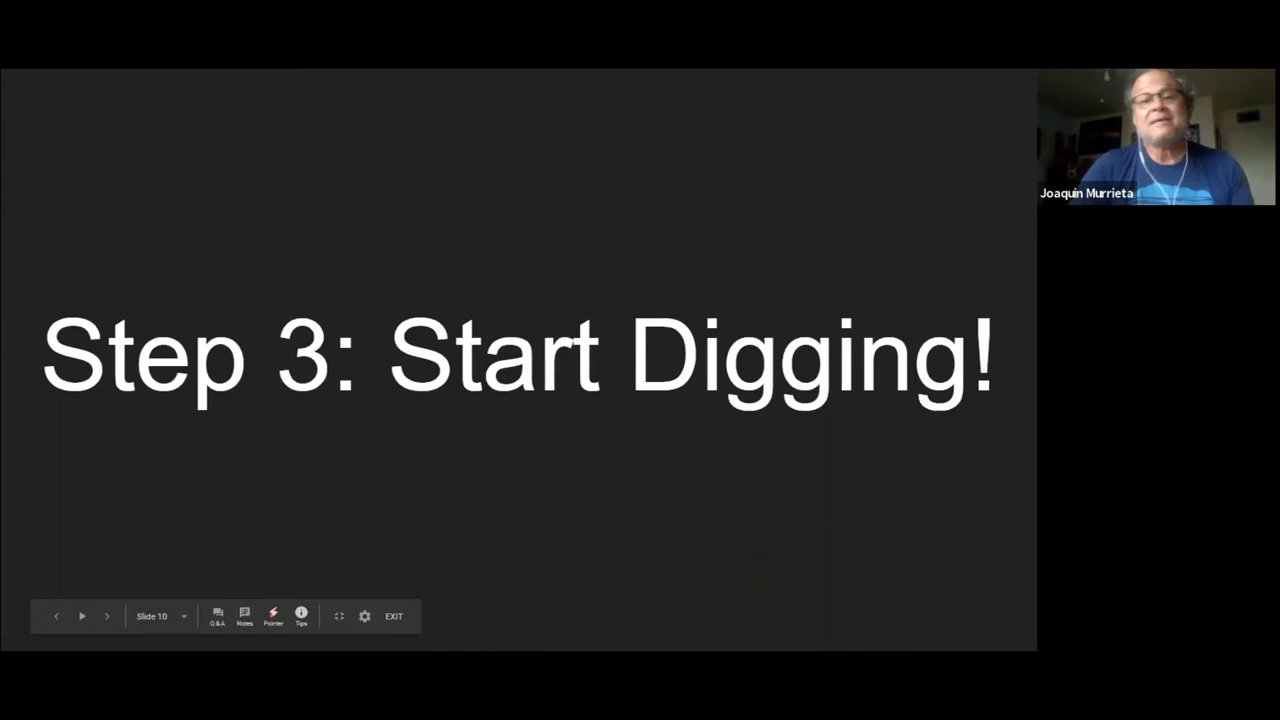 Step 3: Start Digging!
Joaquin Murrieta
Slide 10
Q&A
Notes
Pointer
Tips
EXIT